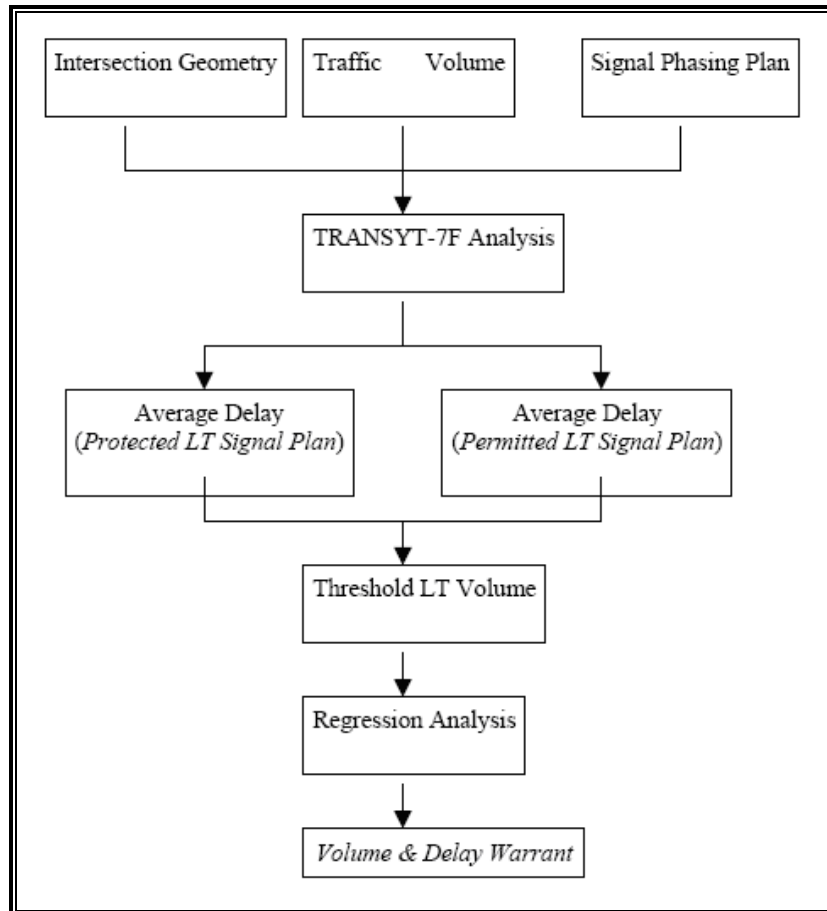 Intersection Geometry
Traffic Volume
Signal Phasing Plan
TRANSYT-7F Analysis
Average Delay
(Protected LT Signal Plan)
Average Delay
(Permitted LT Signal Plan)
Threshold LT Volume
Regression Analysis
Volume & Delay Warrant